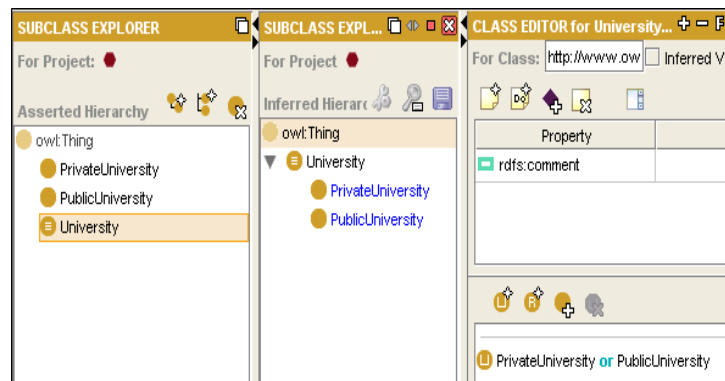 SUBCLASS EXPLORER
For Project:
Asserted Hierarchy
owl:Thing
PrivateUniversity
PublicUniversity
University
SUBCLASS EXPL...
For Project
Inferred Hierarc
owl:Thing
University
PrivateUniversity
PublicUniversity
CLASS EDITOR for University...
For Class: http://www.ow Inferred V
Property
rdfs:comment
PrivateUniversity or PublicUniversity